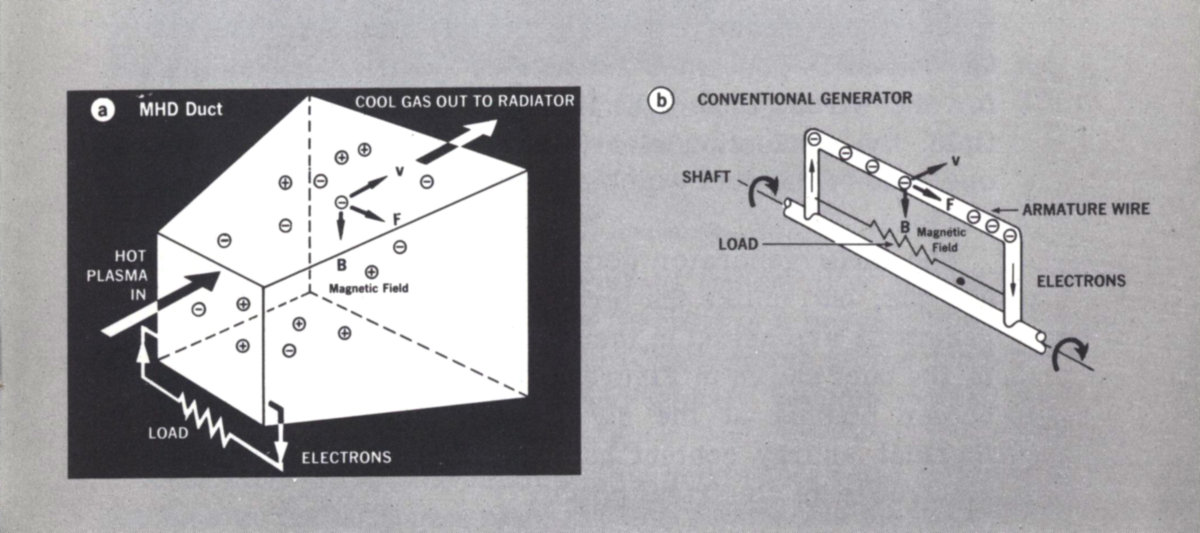 a MHD Duct
COOL GAS OUT TO RADIATOR
V
F
B
Magnetic Field
HOT
PLASMA
IN
LOAD
ELECTRONS
b CONVENTIONAL GENERATOR
SHAFT
V
F
ARMATURE WIRE
B Magnetic
Field
LOAD
ELECTRONS